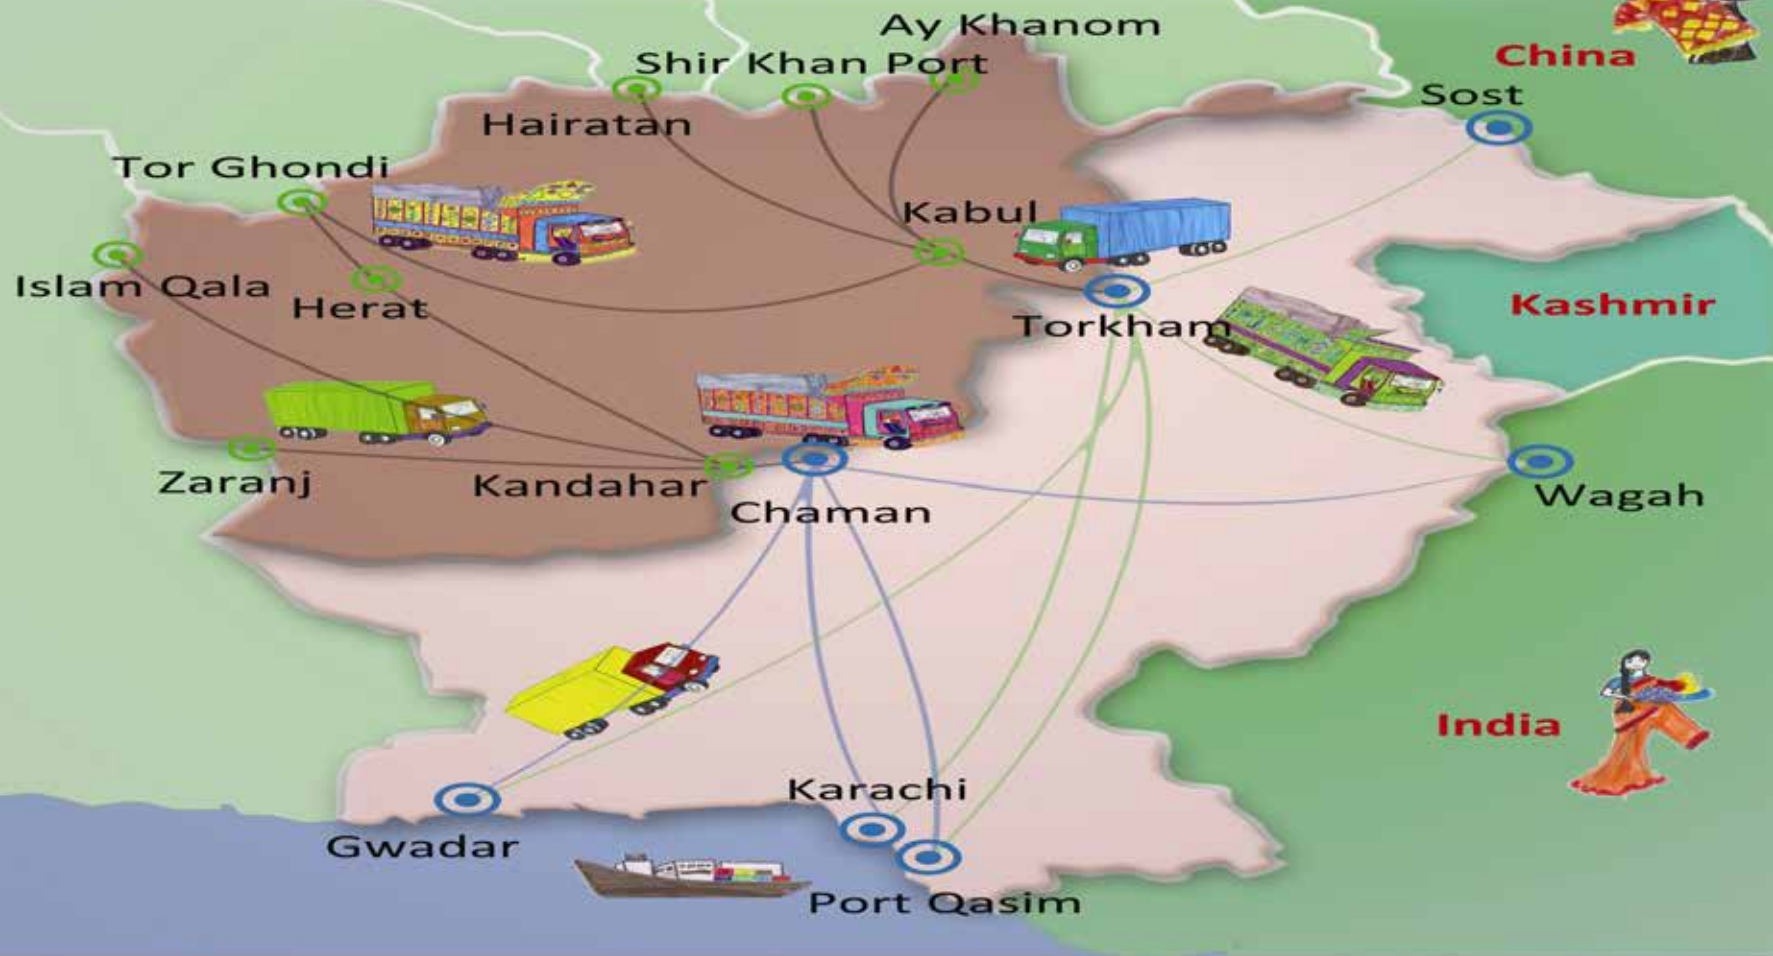 Ay Khanom
China
Shir Khan Port
Sost
Hairatan
Tor Ghondi
Kabul
Islam Qala
Herat
Kashmir
Torkham
Zaranj
Kandahar
Wagah
Chaman
India
Karachi
Gwadar
Port Qasim